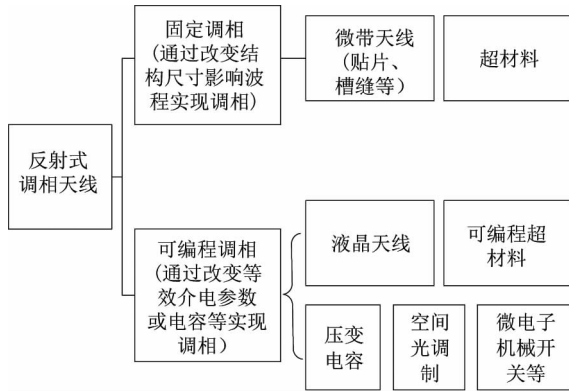 反射式
调相天线
固定调相
(通过改变结
构尺寸影响波
程实现调相)
微带天线
(贴片、
槽缝等）
超材料
可编程调相
(通过改变等
效介电参数
或电容等实现
调相）
液晶天线
可编程超
材料
压变
电容
空间
光调
制
微电子
机械开
关等